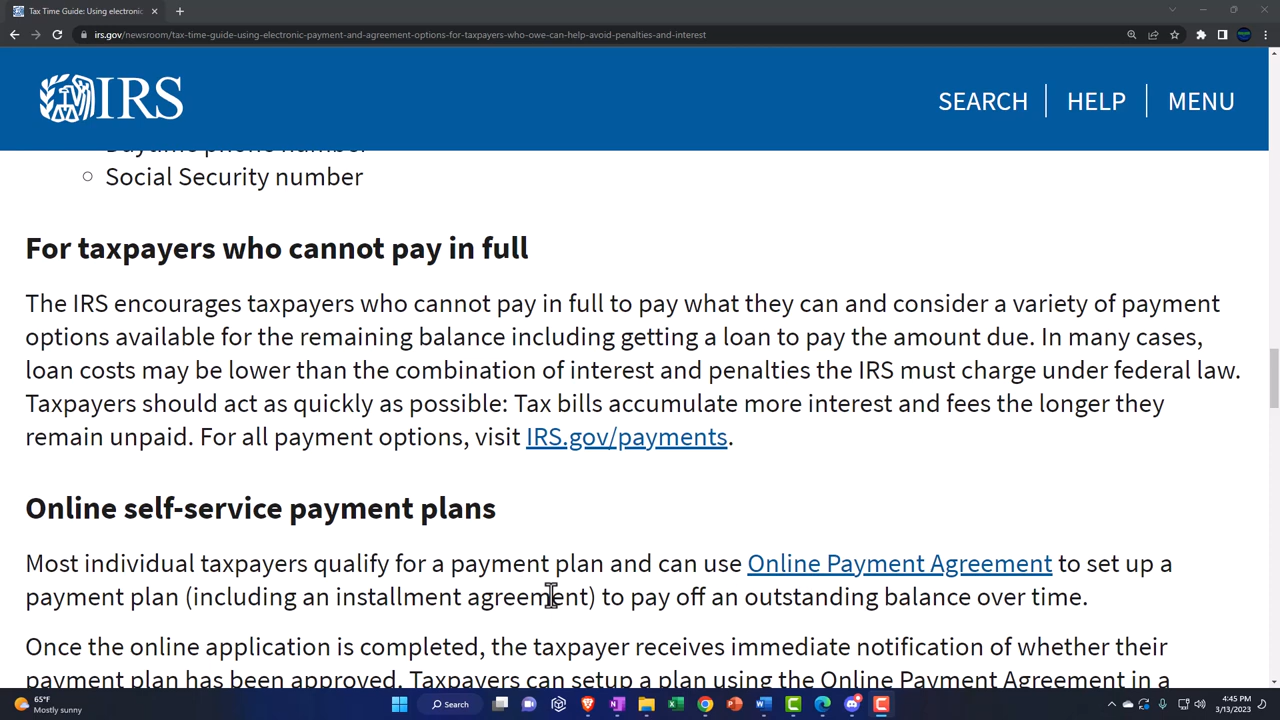 Tax Time Guide: Using electronic
irs.gov/newsroom/tax-time-guide-using-electronic-payment-and-agreement-options-for-taxpayers-who-owe-can-help-avoid-penalties-and-interest
IRS
SEARCH
HELP
MENU
Daytime phone number
Social Security number
For taxpayers who cannot pay in full
The IRS encourages taxpayers who cannot pay in full to pay what they can and consider a variety of payment
options available for the remaining balance including getting a loan to pay the amount due. In many cases,
loan costs may be lower than the combination of interest and penalties the IRS must charge under federal law.
Taxpayers should act as quickly as possible: Tax bills accumulate more interest and fees the longer they
remain unpaid. For all payment options, visit IRS.gov/payments.
Online self-service payment plans
Most individual taxpayers qualify for a payment plan and can use Online Payment Agreement to set up a
payment plan (including an installment agreement) to pay off an outstanding balance over time.
Once the online application is completed, the taxpayer receives immediate notification of whether their
payment plan has been approved. Taxpayers can setup a plan using the Online Payment Agreement in a
65°F
Mostly sunny
Search
4:45 PM
3/13/2023